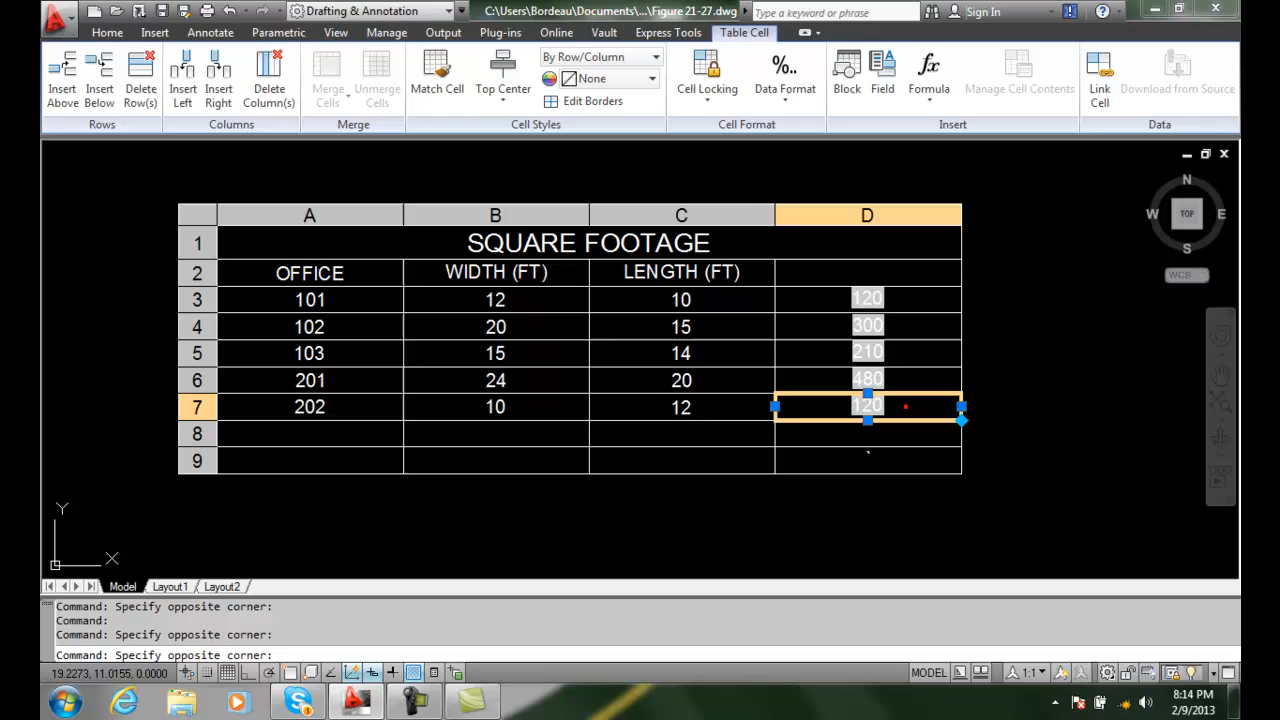 Drafting & Annotation
C:\Users\Bordeau\Documents\...\Figure 21-27.dwg
Type a keyword or phrase
Sign In
Home Insert Annotate Parametric View Manage Output Plug-ins Online Vault Express Tools Table Cell
By Row/Column
None
Edit Borders
Insert Above
Insert Below
Delete Row(s)
Insert Left
Insert Right
Delete Column(s)
Merge Cells
Unmerge Cells
Match Cell
Top Center
Cell Locking
%..
Data Format
Block
Field
fx
Formula
Manage Cell Contents
Link Cell
Download from Source
Rows Columns Merge Cell Styles Cell Format Insert Data
N
W TOP E
S
WCS
A B C D
1 SQUARE FOOTAGE
2 OFFICE WIDTH (FT) LENGTH (FT)
3 101 12 10 120
4 102 20 15 300
5 103 15 14 210
6 201 24 20 480
7 202 10 12 120
8
9 `
Y
X
Model Layout1 Layout2
Command: Specify opposite corner:
Command:
Command: Specify opposite corner:
Command: Specify opposite corner:
19.2273, 11.0155, 0.0000
MODEL
1:1
8:14 PM
2/9/2013